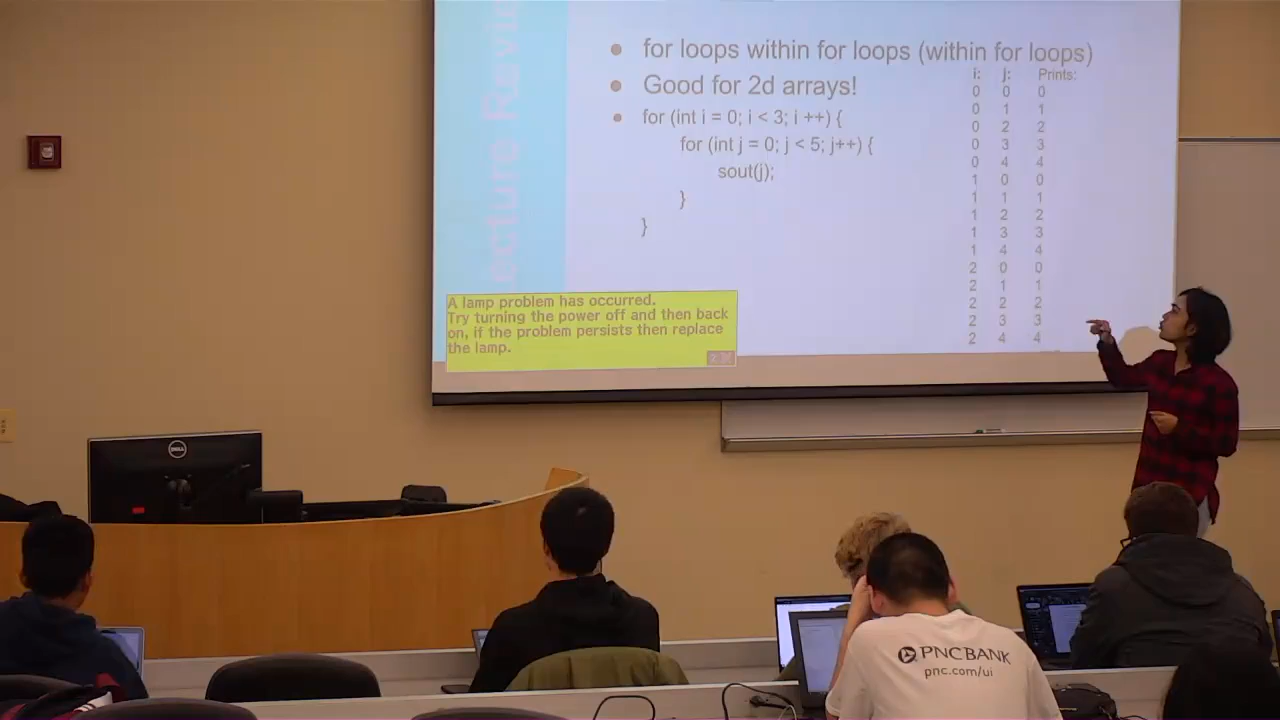 cture Revi
for loops within for loops (within for loops)
Good for 2d arrays!
for (int i = 0; i < 3; i ++) {
for (int j = 0; j < 5; j++) {
sout(j);
}
}
i: j: Prints:
0 0 0
0 1 1
0 2 2
0 3 3
0 4 4
1 0 0
1 1 1
1 2 2
1 3 3
1 4 4
2 0 0
2 1 1
2 2 2
2 3 3
2 4 4
A lamp problem has occurred.
Try turning the power off and then back
on, if the problem persists then replace
the lamp.
DELL
PNCBANK
pnc.com/ui